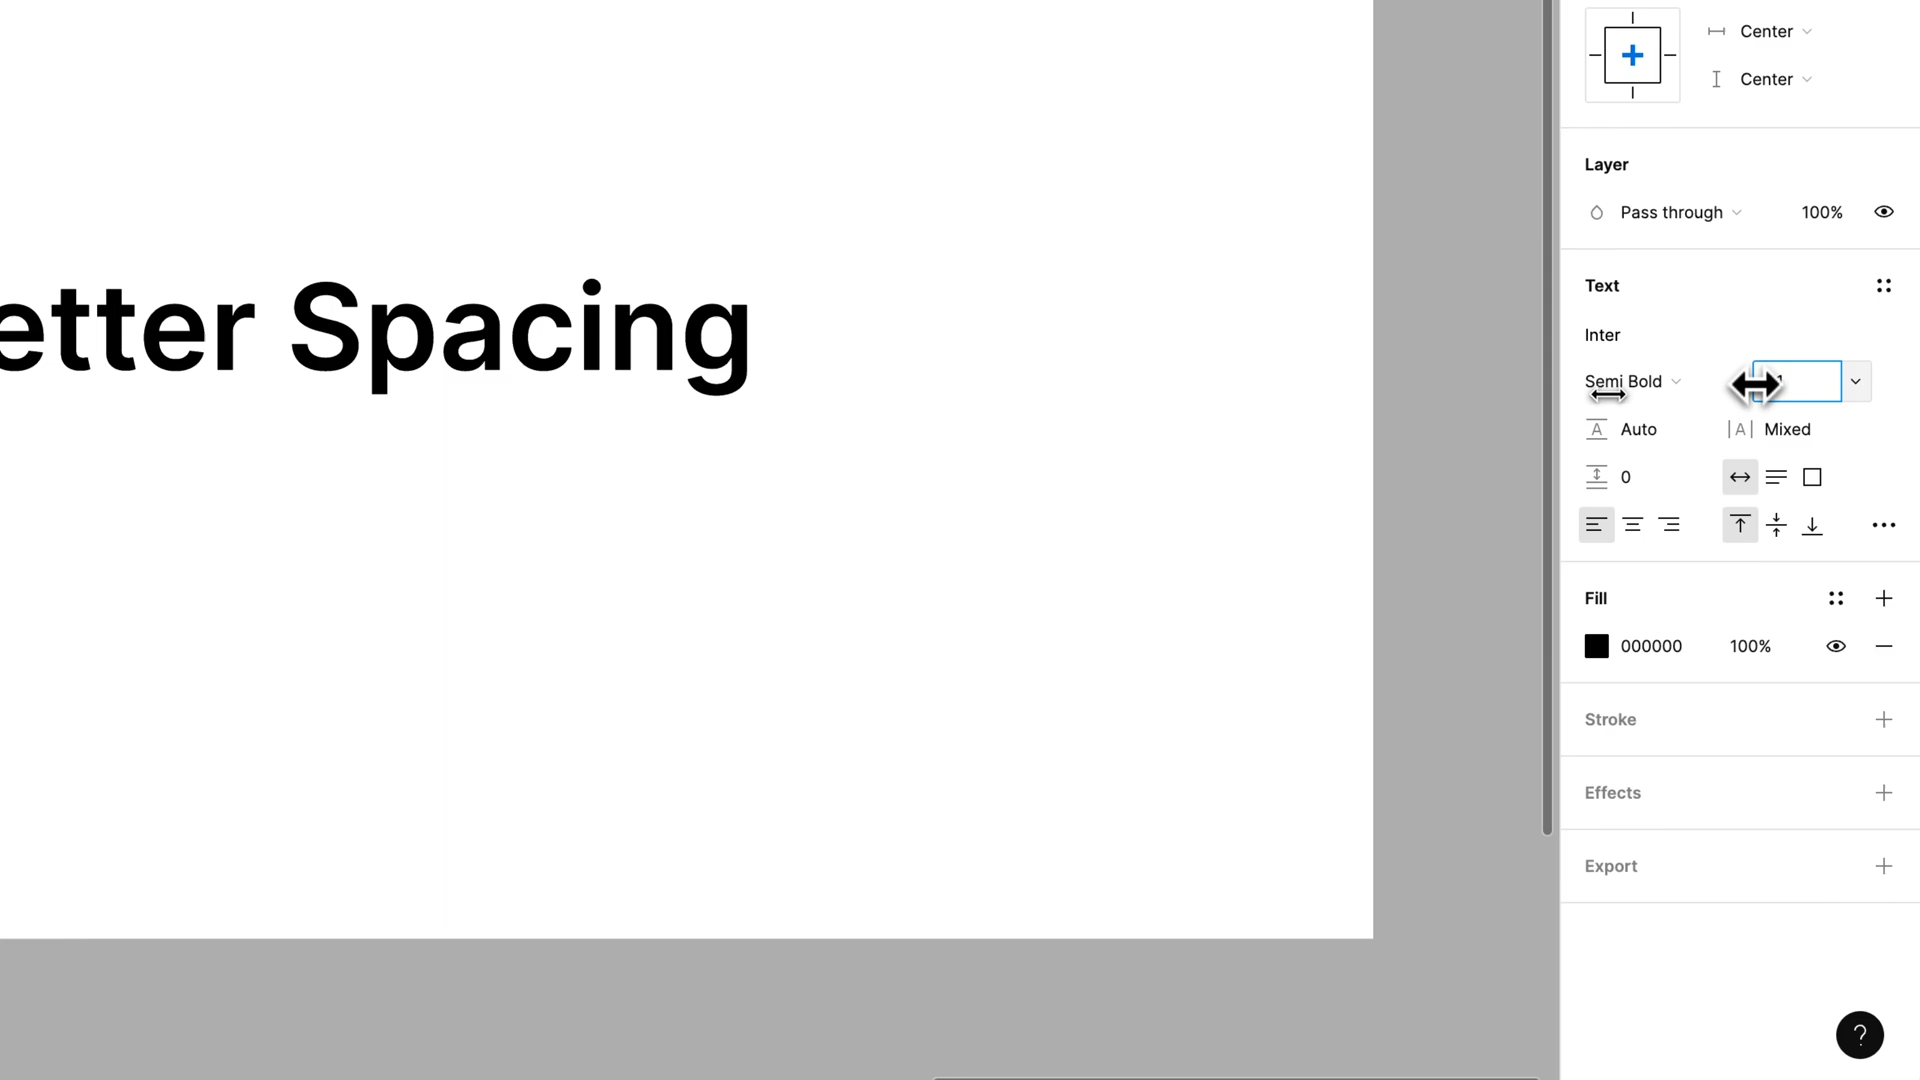 Center
Center
Layer
Pass through 100%
etter Spacing
Text
Inter
Semi Bold
A Auto |A| Mixed
0
Fill
000000 100%
Stroke
Effects
Export
?